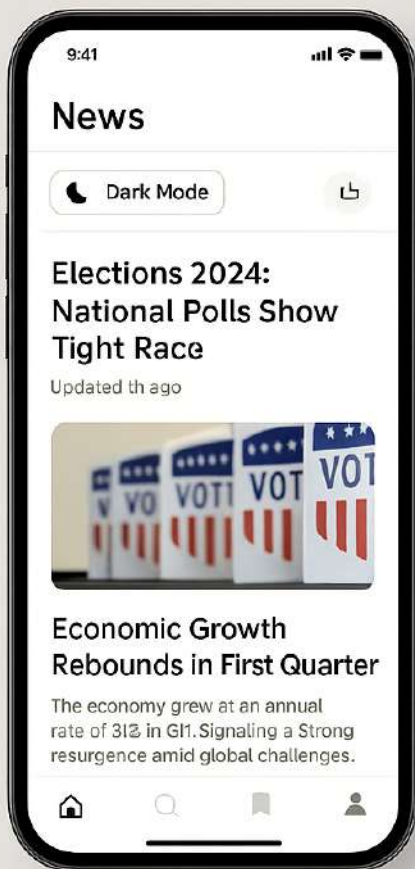 9:41
News
Dark Mode
Elections 2024:
National Polls Show
Tight Race
Updated th ago
V
VO
VOTI
VOT
VOT
Economic Growth
Rebounds in First Quarter
The economy grew at an annual
rate of in GI1. Signaling a Strong
resurgence amid global challenges.